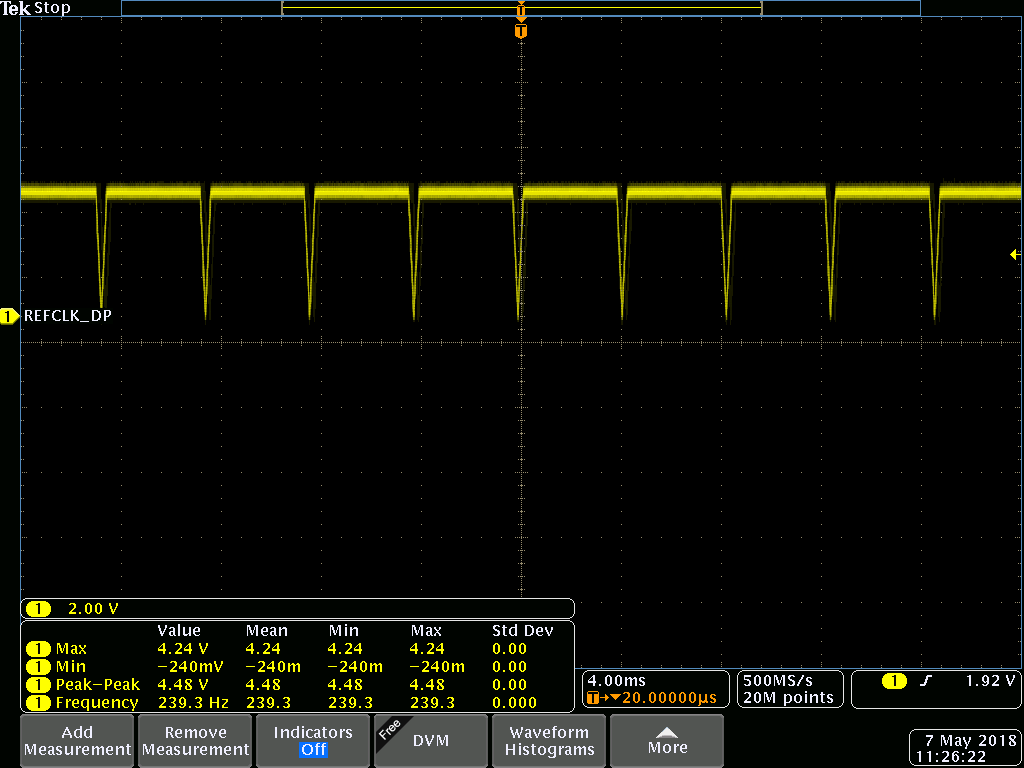 Tek Stop
T
T
1 REFCLK_DP
1 2.00 V
Value Mean Min Max Std Dev
1 Max 4.24 V 4.24 4.24 4.24 0.00
1 Min −240mV −240m −240m −240m 0.00
1 Peak−Peak 4.48 V 4.48 4.48 4.48 0.00
1 Frequency 239.3 Hz 239.3 239.3 239.3 0.000
4.00ms
T→▼20.00000µs
500MS/s
20M points
1 ƒ 1.92 V
Add
Measurement
Remove
Measurement
Indicators
Off
Free
DVM
Waveform
Histograms
More
7 May 2018
11:26:22